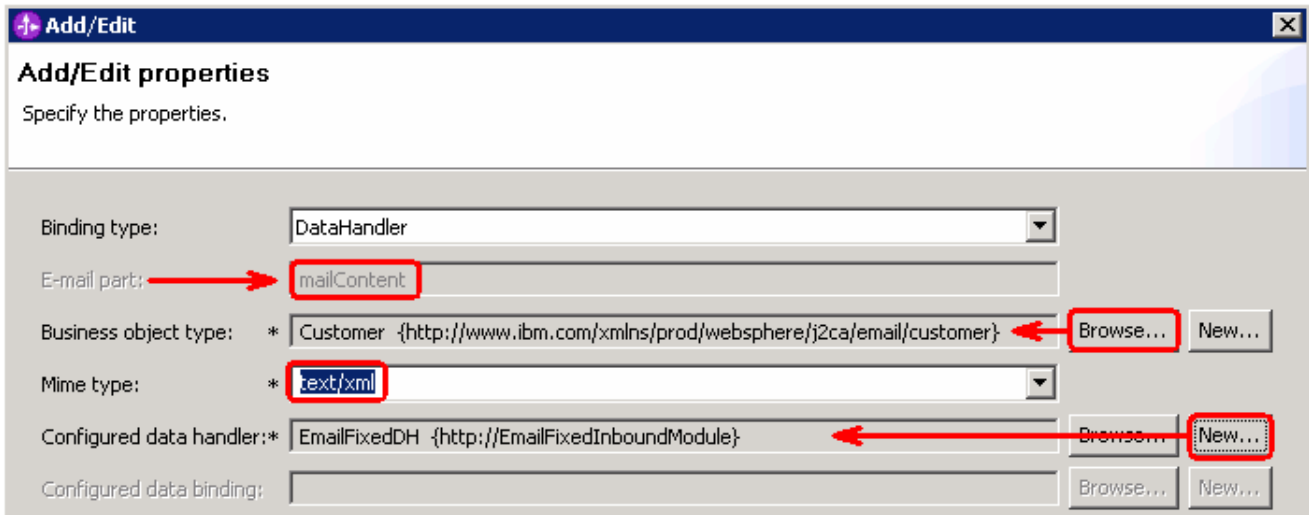 Add/Edit
Add/Edit properties
Specify the properties.
Binding type: DataHandler
E-mail part: mailContent
Business object type: * Customer {http://www.ibm.com/xmlns/prod/websphere/j2ca/email/customer} Browse... New...
Mime type: * text/xml
Configured data handler:* EmailFixedDH {http://EmailFixedInboundModule} Browse... New...
Configured data binding: Browse... New...